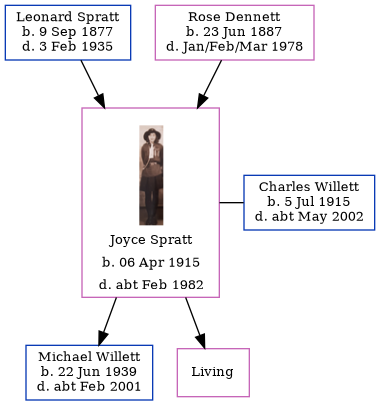 Leonard Spratt
b. 9 Sep 1877
d. 3 Feb 1935
Rose Dennett
b. 23 Jun 1887
d. Jan/Feb/Mar 1978
Joyce Spratt
b. 06 Apr 1915
d. abt Feb 1982
Charles Willett
b. 5 Jul 1915
d. abt May 2002
Michael Willett
b. 22 Jun 1939
d. abt Feb 2001
Living